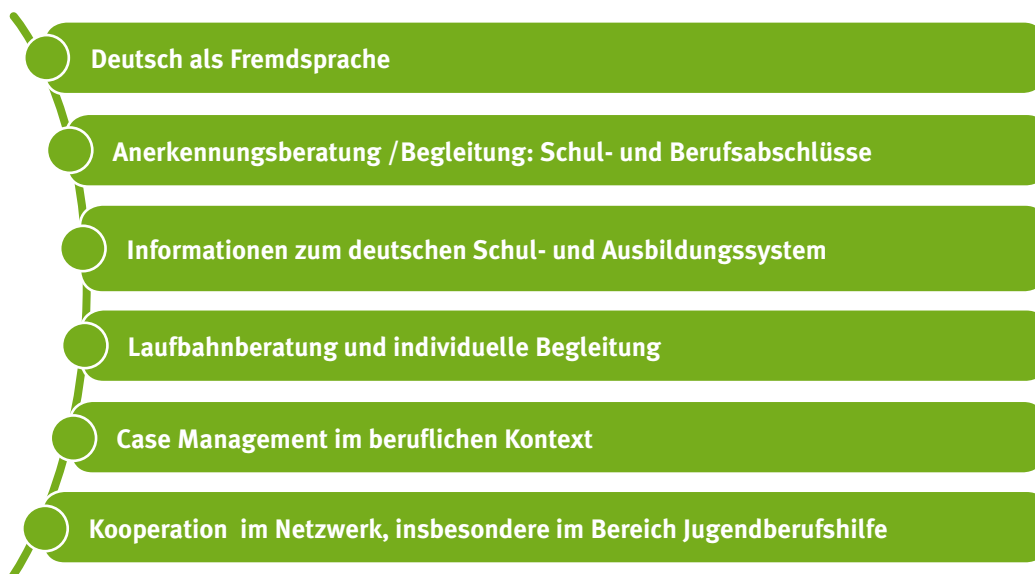 Deutsch als Fremdsprache
Anerkennungsberatung /Begleitung: Schul- und Berufsabschlüsse
Informationen zum deutschen Schul- und Ausbildungssystem
Laufbahnberatung und individuelle Begleitung
Case Management im beruflichen Kontext
Kooperation  im Netzwerk, insbesondere im Bereich Jugendberufshilfe